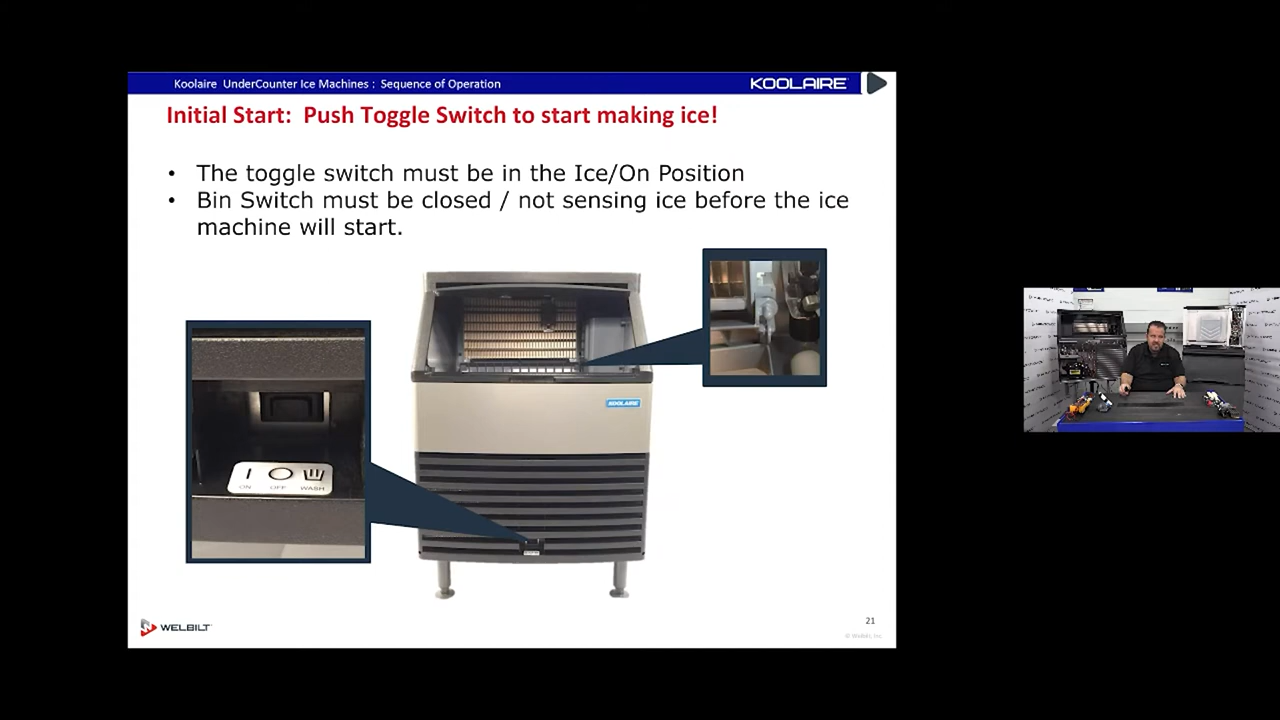 Koolaire UnderCounter Ice Machines : Sequence of Operation
KOOLAIRE
Initial Start: Push Toggle Switch to start making ice!
• The toggle switch must be in the Ice/On Position
• Bin Switch must be closed / not sensing ice before the ice
machine will start.
KOOLAIRE
ON OFF WASH
WELBILT
21
© Welbilt, Inc.